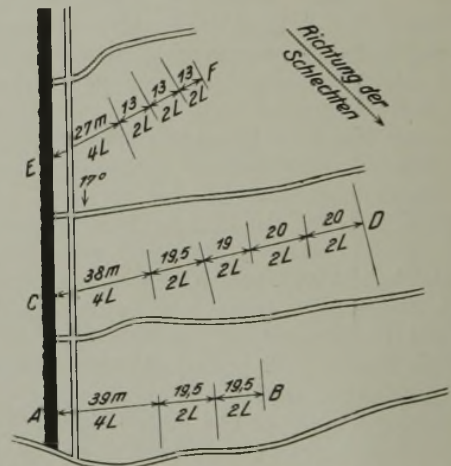 Richtung der
Schlechten
27m 13 13 13 F
E 4L 2L 2L 2L
17°
38m 19,5 19 20 20 D
C 4L 2L 2L 2L 2L
39m 19,5 19,5 B
A 4L 2L 2L